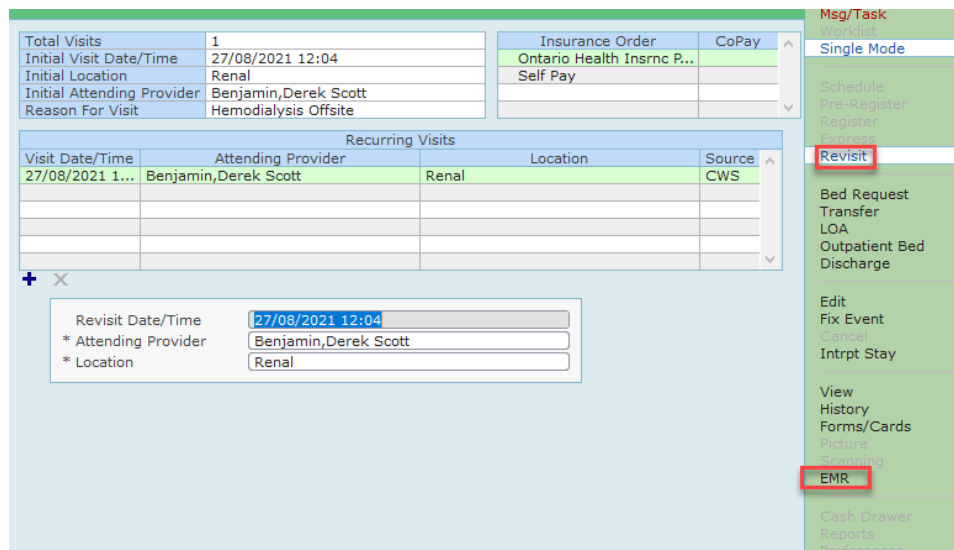 Total Visits 1
Initial Visit Date/Time 27/08/2021 12:04
Initial Location Renal
Initial Attending Provider Benjamin,Derek Scott
Reason For Visit Hemodialysis Offsite
Insurance Order CoPay
Ontario Health Insrnc P...
Self Pay
Recurring Visits
Visit Date/Time Attending Provider Location Source
27/08/2021 1... Benjamin,Derek Scott Renal CWS
Revisit Date/Time 27/08/2021 12:04
* Attending Provider Benjamin,Derek Scott
* Location Renal
Msg/Task
Worklist
Single Mode
Schedule
Pre-Register
Register
Express
Revisit
Bed Request
Transfer
LOA
Outpatient Bed
Discharge
Edit
Fix Event
Cancel
Intrpt Stay
View
History
Forms/Cards
Picture
Scanning
EMR
Cash Drawer
Reports
Preferences